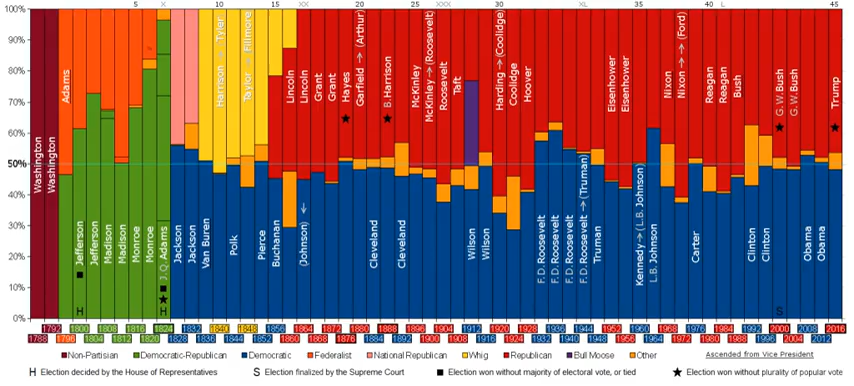 5 X 10 15 XX 20 25 XXX 30 XL 35 40 L 45
100%
90%
80%
70%
60%
50%
40%
30%
20%
10%
0%
Washington
Washington
Adams
Jefferson
Jefferson
Madison
Madison
Monroe
Monroe
J. Q. Adams
Jackson
Jackson
Van Buren
Harrison → Tyler
Polk
Taylor → Fillmore
Pierce
Buchanan
Lincoln
Lincoln
(Johnson) ←
Grant
Grant
Hayes
Garfield → (Arthur)
Cleveland
B. Harrison
Cleveland
McKinley
McKinley → (Roosevelt)
Roosevelt
Taft
Wilson
Wilson
Harding → (Coolidge)
Coolidge
Hoover
F. D. Roosevelt
F. D. Roosevelt
F. D. Roosevelt
F. D. Roosevelt → (Truman)
Truman
Eisenhower
Eisenhower
Kennedy → (L.B. Johnson)
L.B. Johnson
Nixon
Nixon → → (Ford)
Carter
Reagan
Reagan
Bush
Clinton
Clinton
G. W. Bush
G. W. Bush
Obama
Obama
Trump
H H S
1792 1800 1808 1816 1824 1832 1840 1848 1856 1864 1872 1880 1888 1896 1904 1912 1920 1928 1936 1944 1952 1960 1968 1976 1984 1992 2000 2008 2016
1788 1796 1804 1812 1820 1828 1836 1844 1852 1860 1868 1876 1884 1892 1900 1908 1916 1924 1932 1940 1948 1956 1964 1972 1980 1988 1996 2004 2012
Non-Partisian Democratic-Republican Democratic Federalist National Republican Whig Republican Bull Moose Other Ascended from Vice President
H Election decided by the House of Representatives S Election finalized by the Supreme Court ■ Election won without majority of electoral vote, or tied ★ Election won without plurality of popular vote